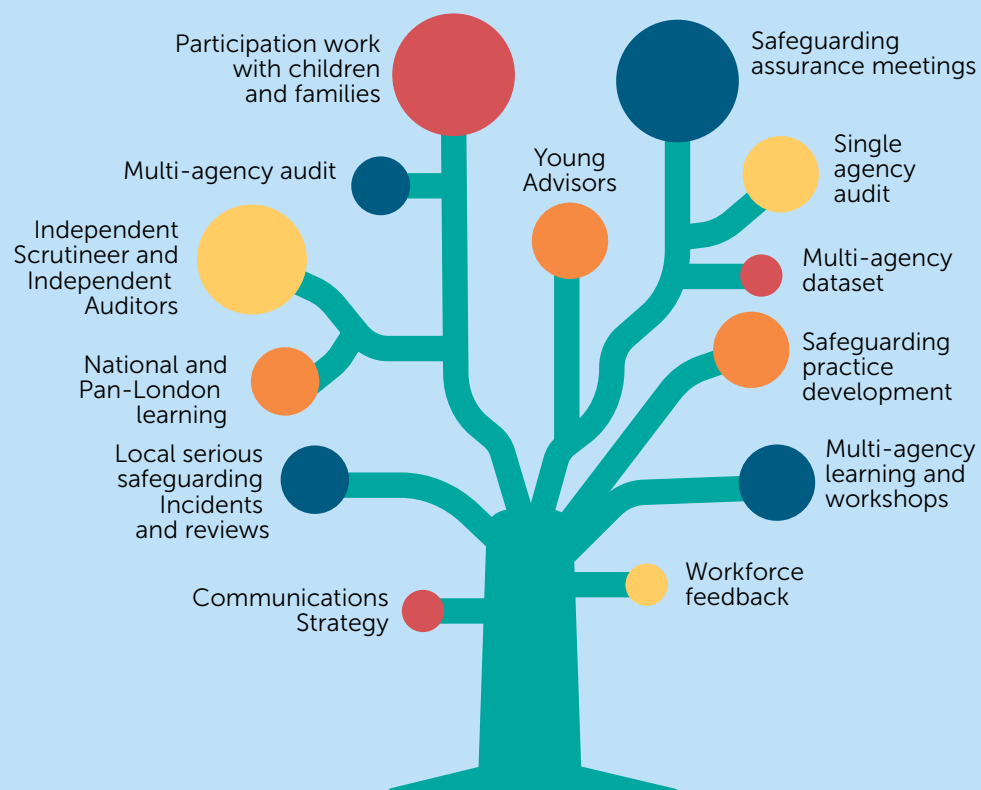 Participation work
with children
and families
Safeguarding
assurance meetings
Multi-agency audit
Young
Advisors
Single
agency
audit
Independent
Scrutineer and
Independent
Auditors
Multi-agency
dataset
National and
Pan-London
learning
Safeguarding
practice
development
Local serious
safeguarding
Incidents
and reviews
Multi-agency
learning and
workshops
Communications
Strategy
Workforce
feedback